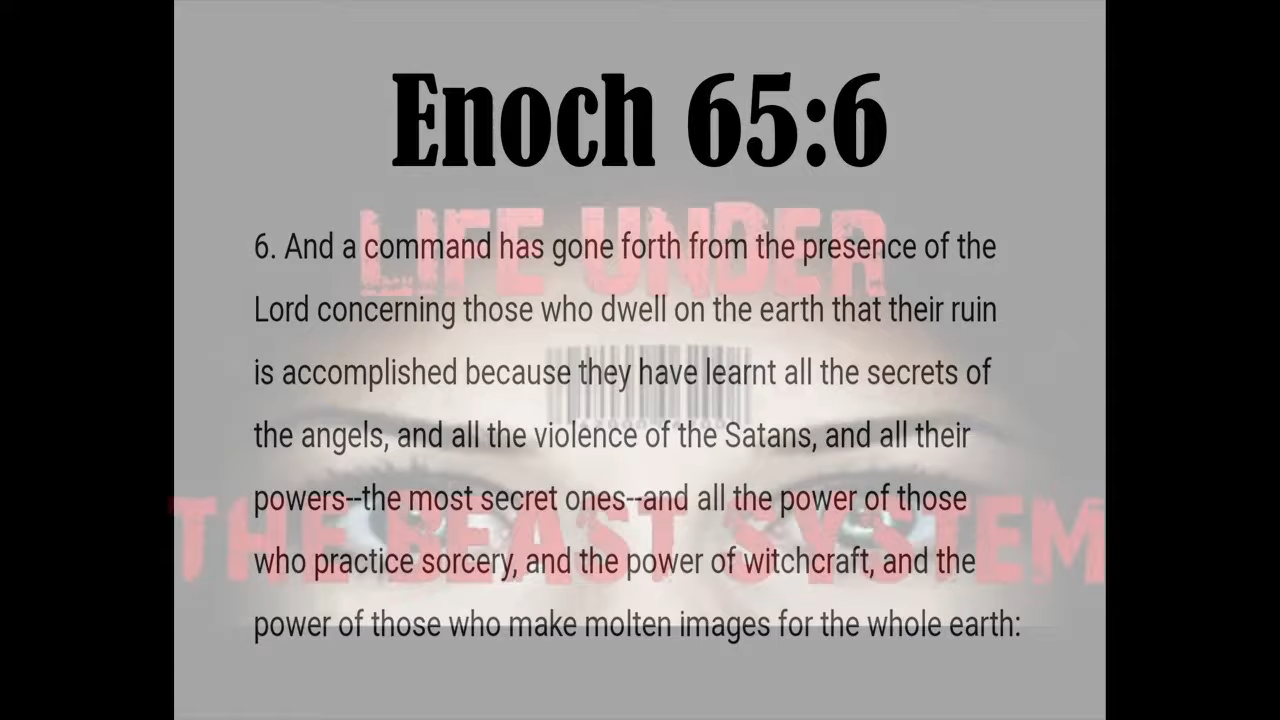 Enoch 65:6
LIFE UNDER
6. And a command has gone forth from the presence of the
Lord concerning those who dwell on the earth that their ruin
is accomplished because they have learnt all the secrets of
the angels, and all the violence of the Satans, and all their
powers--the most secret ones--and all the power of those
THE BEAST SYSTEM
who practice sorcery, and the power of witchcraft, and the
power of those who make molten images for the whole earth: